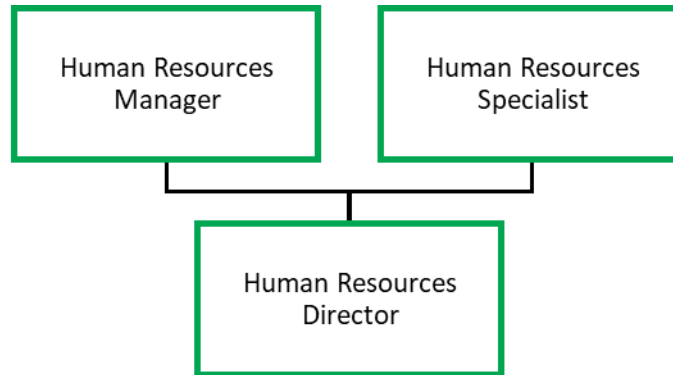 Human Resources
Manager
Human Resources
Specialist
Human Resources
Director